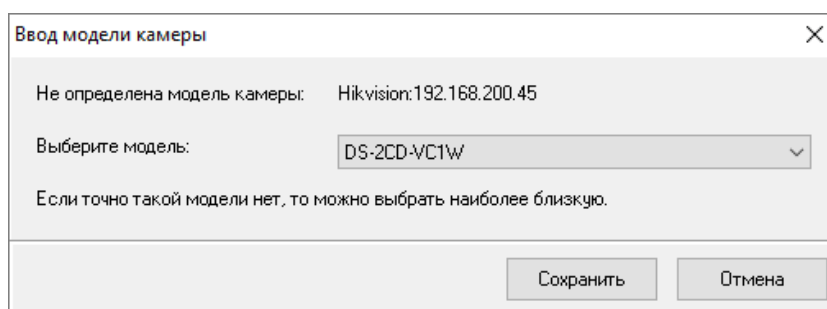 Ввод модели камеры
Не определена модель камеры: Hikvision:192.168.200.45
Выберите модель: DS-2CD-VC1W
Если точно такой модели нет, то можно выбрать наиболее близкую.
Сохранить Отмена